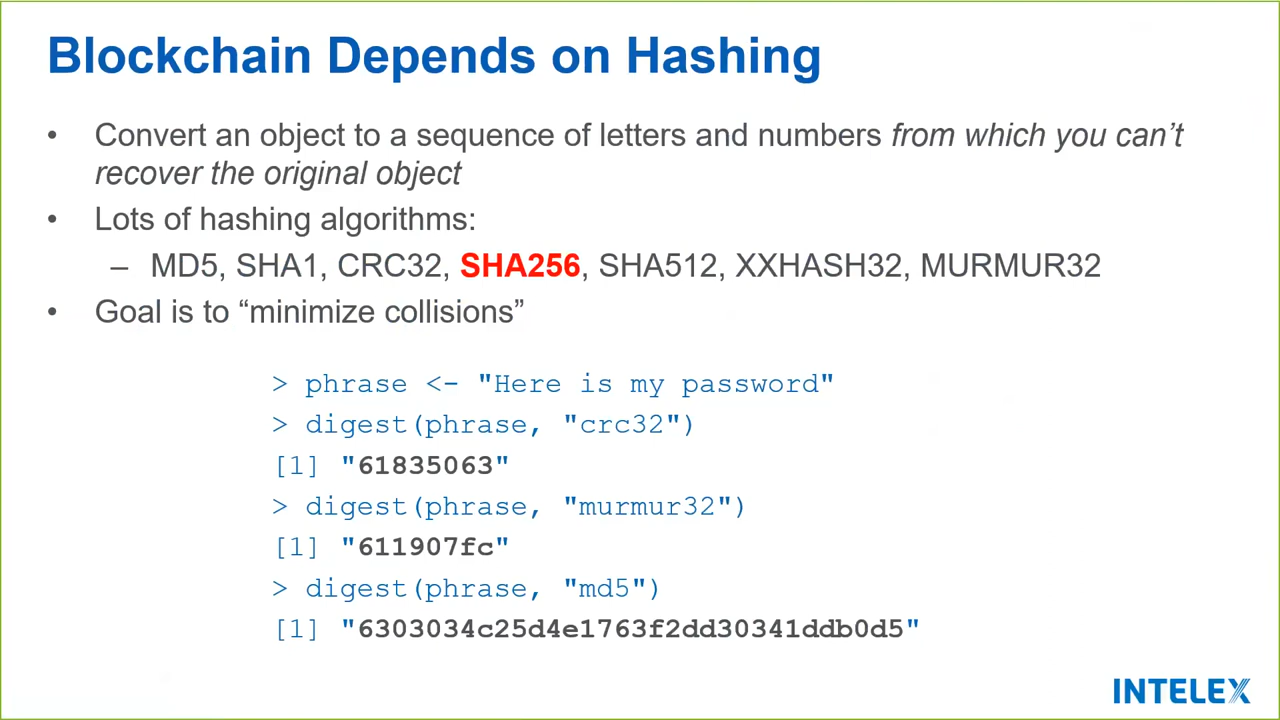 Blockchain Depends on Hashing
• Convert an object to a sequence of letters and numbers from which you can’t
recover the original object
• Lots of hashing algorithms:
– MD5, SHA1, CRC32, SHA256, SHA512, XXHASH32, MURMUR32
• Goal is to “minimize collisions”
> phrase <- "Here is my password"
> digest(phrase, "crc32")
[1] "61835063"
> digest(phrase, "murmur32")
[1] "611907fc"
> digest(phrase, "md5")
[1] "6303034c25d4e1763f2dd30341ddb0d5"
INTELEX